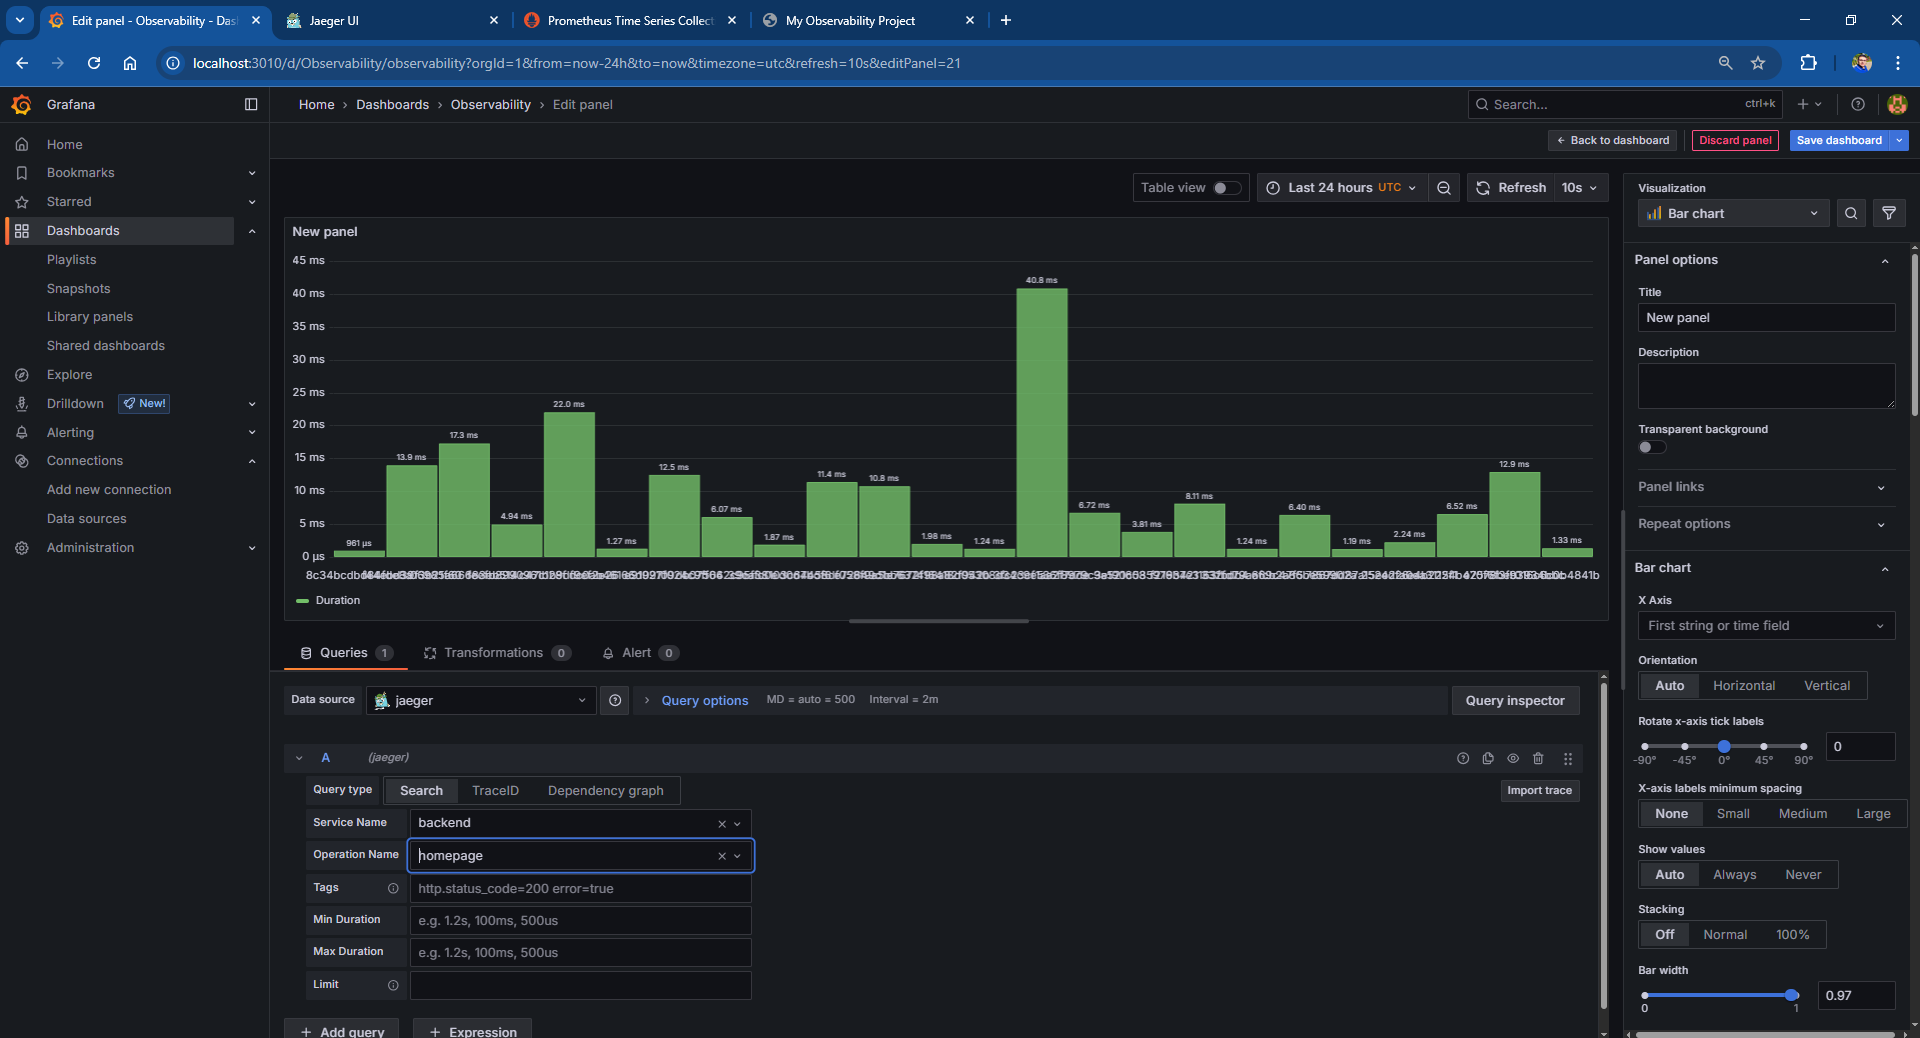 Edit panel - Observability - Das
Jaeger UI
Prometheus Time Series Collect
My Observability Project
localhost:3010/d/Observability/observability?orgId=1&from=now-24h&to=now&timezone=utc&refresh=10s&editPanel=21
Grafana
Home › Dashboards › Observability › Edit panel
Search... ctrl+k
Back to dashboard
Discard panel
Save dashboard
Home
Bookmarks
Starred
Dashboards
Playlists
Snapshots
Library panels
Shared dashboards
Explore
Drilldown New!
Alerting
Connections
Add new connection
Data sources
Administration
Table view
Last 24 hours UTC
Refresh 10s
New panel
45 ms
40 ms
35 ms
30 ms
25 ms
20 ms
15 ms
10 ms
5 ms
0 µs
961 µs
13.9 ms
17.3 ms
4.94 ms
22.0 ms
1.27 ms
12.5 ms
6.07 ms
1.87 ms
11.4 ms
10.8 ms
1.98 ms
1.24 ms
40.8 ms
6.72 ms
3.81 ms
8.11 ms
1.24 ms
6.40 ms
1.19 ms
2.24 ms
6.52 ms
12.9 ms
1.33 ms
Duration
Queries 1
Transformations 0
Alert 0
Data source
jaeger
Query options MD = auto = 500 Interval = 2m
Query inspector
A (jaeger)
Query type Search TraceID Dependency graph
Import trace
Service Name backend
Operation Name homepage
Tags http.status_code=200 error=true
Min Duration e.g. 1.2s, 100ms, 500us
Max Duration e.g. 1.2s, 100ms, 500us
Limit
+ Add query
+ Expression
Visualization
Bar chart
Panel options
Title
New panel
Description
Transparent background
Panel links
Repeat options
Bar chart
X Axis
First string or time field
Orientation
Auto Horizontal Vertical
Rotate x-axis tick labels
0
-90° -45° 0° 45° 90°
X-axis labels minimum spacing
None Small Medium Large
Show values
Auto Always Never
Stacking
Off Normal 100%
Bar width
0.97
0 1